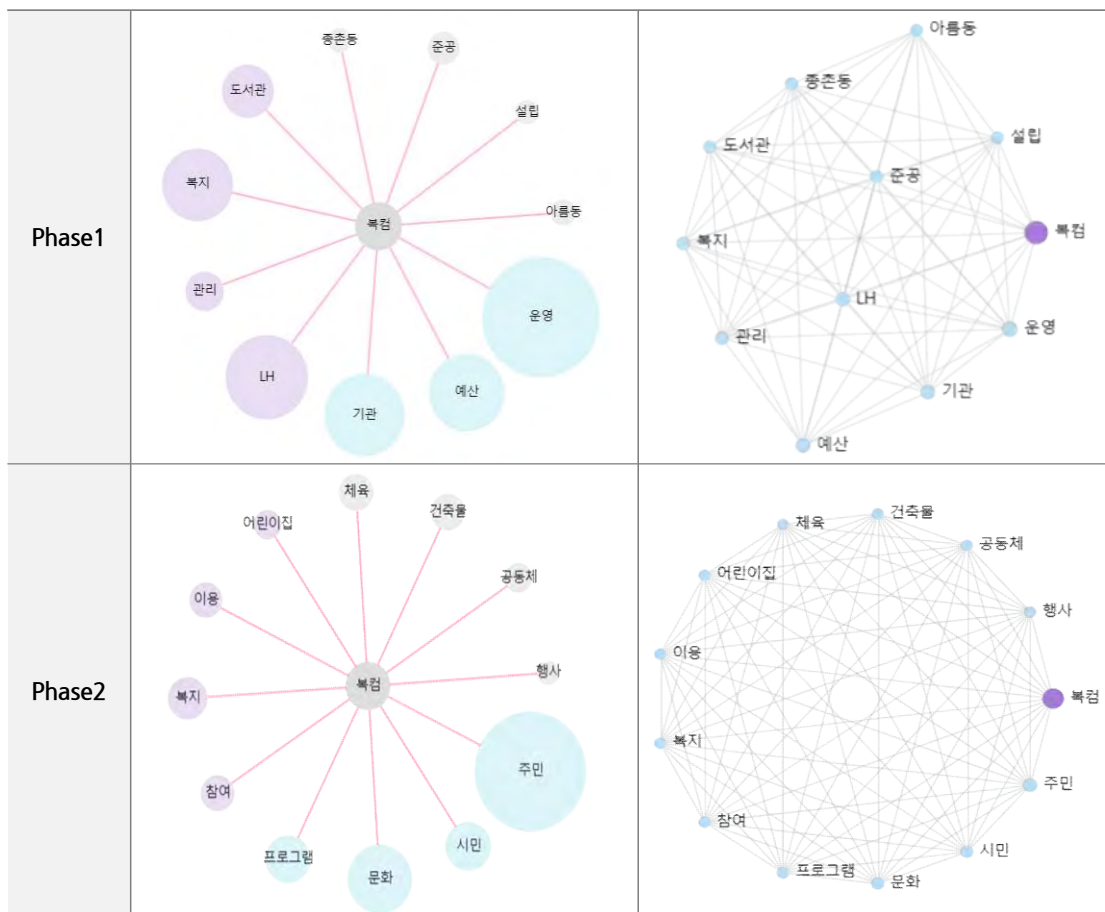 Phase1
종촌동
준공
도서관
설립
복지
아름동
복컴
관리
운영
LH
예산
기관
아름동
종촌동
설립
도서관
준공
복컴
복지
LH
운영
관리
기관
예산
Phase2
체육
건축물
어린이집
공동체
이용
행사
복컴
복지
주민
참여
시민
프로그램
문화
건축물
체육
공동체
어린이집
행사
이용
복컴
복지
주민
참여
시민
프로그램
문화